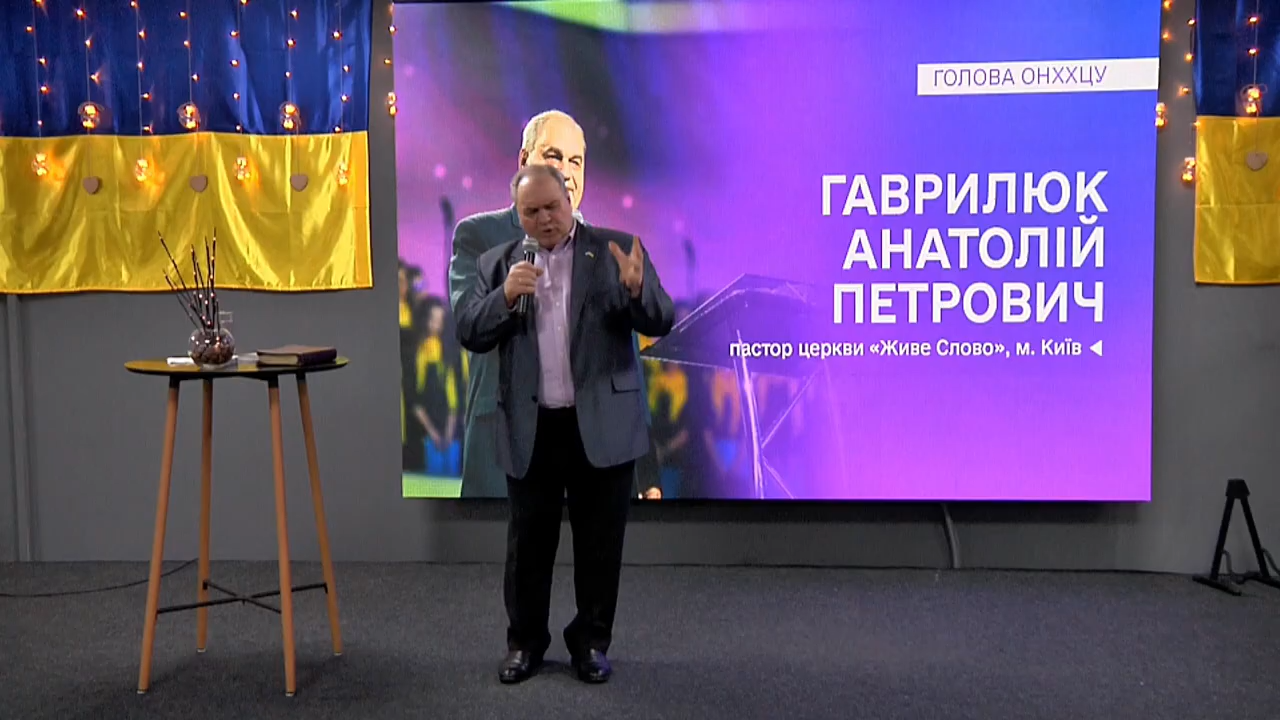 ГОЛОВА ОНХХЦУ
ГАВРИЛЮК
АНАТОЛІЙ
ПЕТРОВИЧ
пастор церкви «Живе Слово», м. Київ